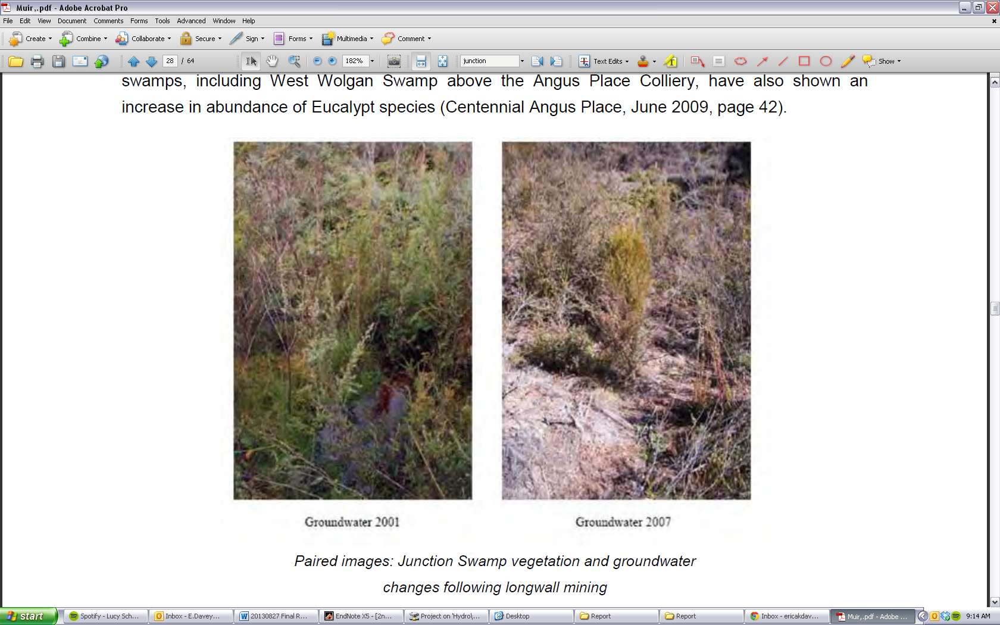 Muir,.pdf - Adobe Acrobat Pro
File Edit View Document Comments Forms Tools Advanced Window Help
Create Combine Collaborate Secure Sign Forms Multimedia Comment
28 / 64 182% junction Text Edits Show
swamps, including West Wolgan Swamp above the Angus Place Colliery, have also shown an
increase in abundance of Eucalypt species (Centennial Angus Place, June 2009, page 42).
Groundwater 2001 Groundwater 2007
Paired images: Junction Swamp vegetation and groundwater
changes following longwall mining
start Spotify - Lucy Sch... Inbox - E.Davey... 20130827 Final R... EndNote X5 - [2n... Project on 'Hydro\... Desktop Report Report Inbox - ericakdav... Muir,.pdf - Adobe ... 9:14 AM